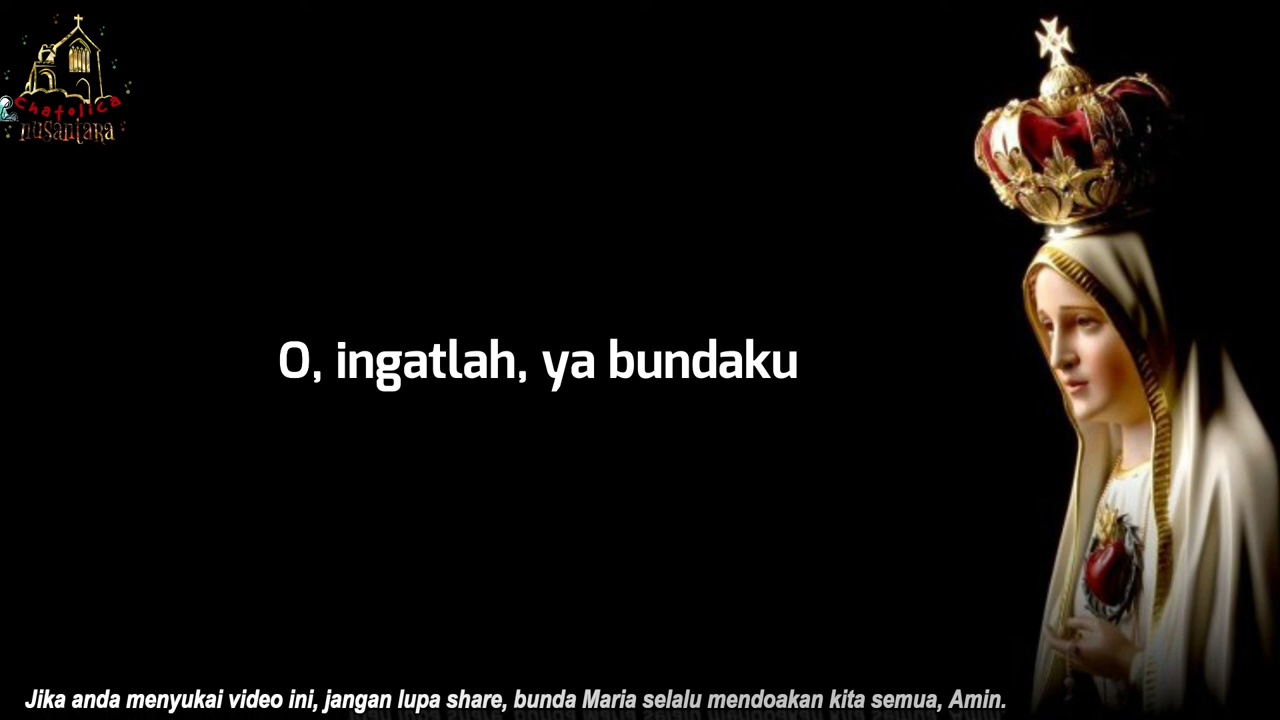 Chatolica
nusantara
O, ingatlah, ya bundaku
Jika anda menyukai video ini, jangan lupa share, bunda Maria selalu mendoakan kita semua, Amin.